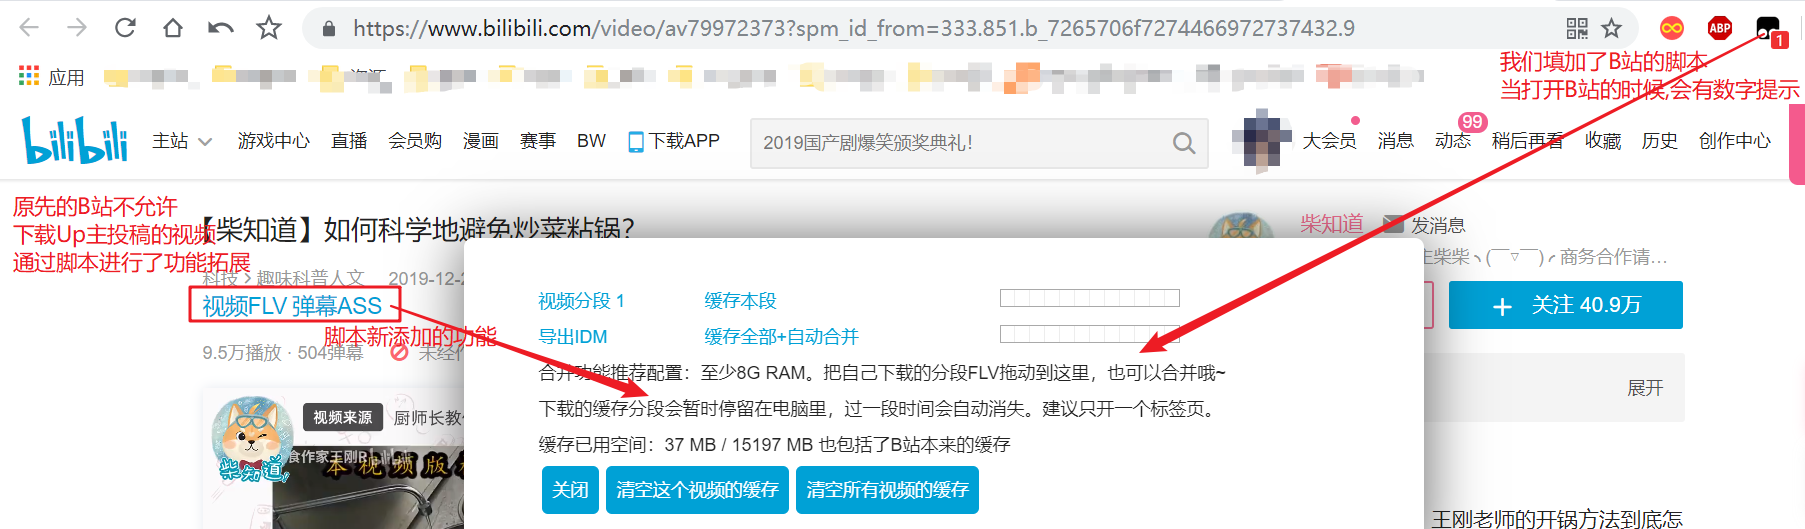 https://www.bilibili.com/video/av79972373?spm_id_from=333.851.b_7265706f7274466972737432.9
ABP
1
应用
我们填加了B站的脚本
当打开B站的时候,会有数字提示
bilibili
主站
游戏中心
直播
会员购
漫画
赛事
BW
下载APP
2019国产剧爆笑颁奖典礼!
大会员
消息
动态
99
稍后再看
收藏
历史
创作中心
原先的B站不允许
下载Up主投稿的视频
通过脚本进行了功能拓展
【柴知道】如何科学地避免炒菜粘锅?
柴知道
发消息
科技 > 趣味科普人文
2019-12-2
主柴柴ヽ(￣▽￣)╭商务合作请…
视频FLV 弹幕ASS
脚本新添加的功能
+ 关注 40.9万
9.5万播放 · 504弹幕
未经
视频分段 1
缓存本段
导出IDM
缓存全部+自动合并
合并功能推荐配置：至少8G RAM。把自己下载的分段FLV拖动到这里，也可以合并哦~
下载的缓存分段会暂时停留在电脑里，过一段时间会自动消失。建议只开一个标签页。
缓存已用空间：37 MB / 15197 MB 也包括了B站本来的缓存
关闭
清空这个视频的缓存
清空所有视频的缓存
展开
视频来源
厨师长教
食作家王刚R
本视频版
柴知道
王刚老师的开锅方法到底怎